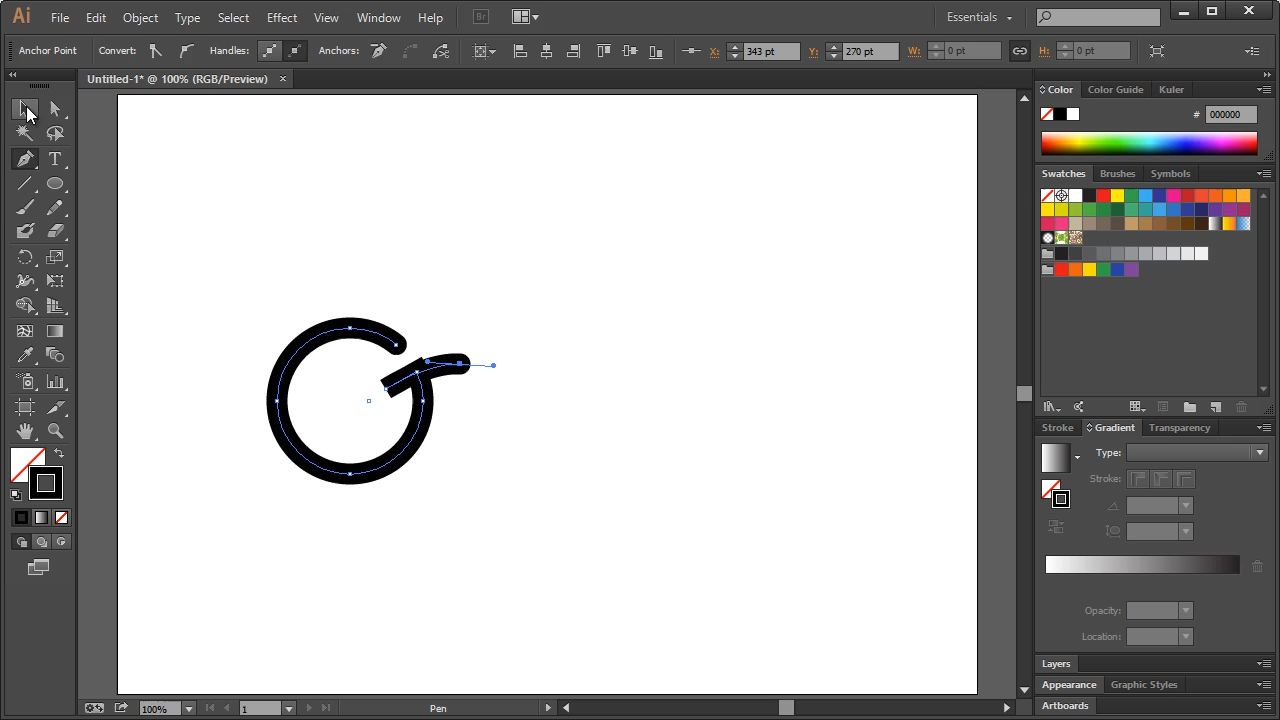 Ai File Edit Object Type Select Effect View Window Help Br Essentials
Anchor Point Convert: Handles: Anchors: X: 343 pt Y: 270 pt W: 0 pt H: 0 pt
Untitled-1* @ 100% (RGB/Preview)
Color Color Guide Kuler
# 000000
Swatches Brushes Symbols
T
Stroke Gradient Transparency
Type:
Stroke:
Opacity:
Location:
Layers
Appearance Graphic Styles
Artboards
100% 1 Pen